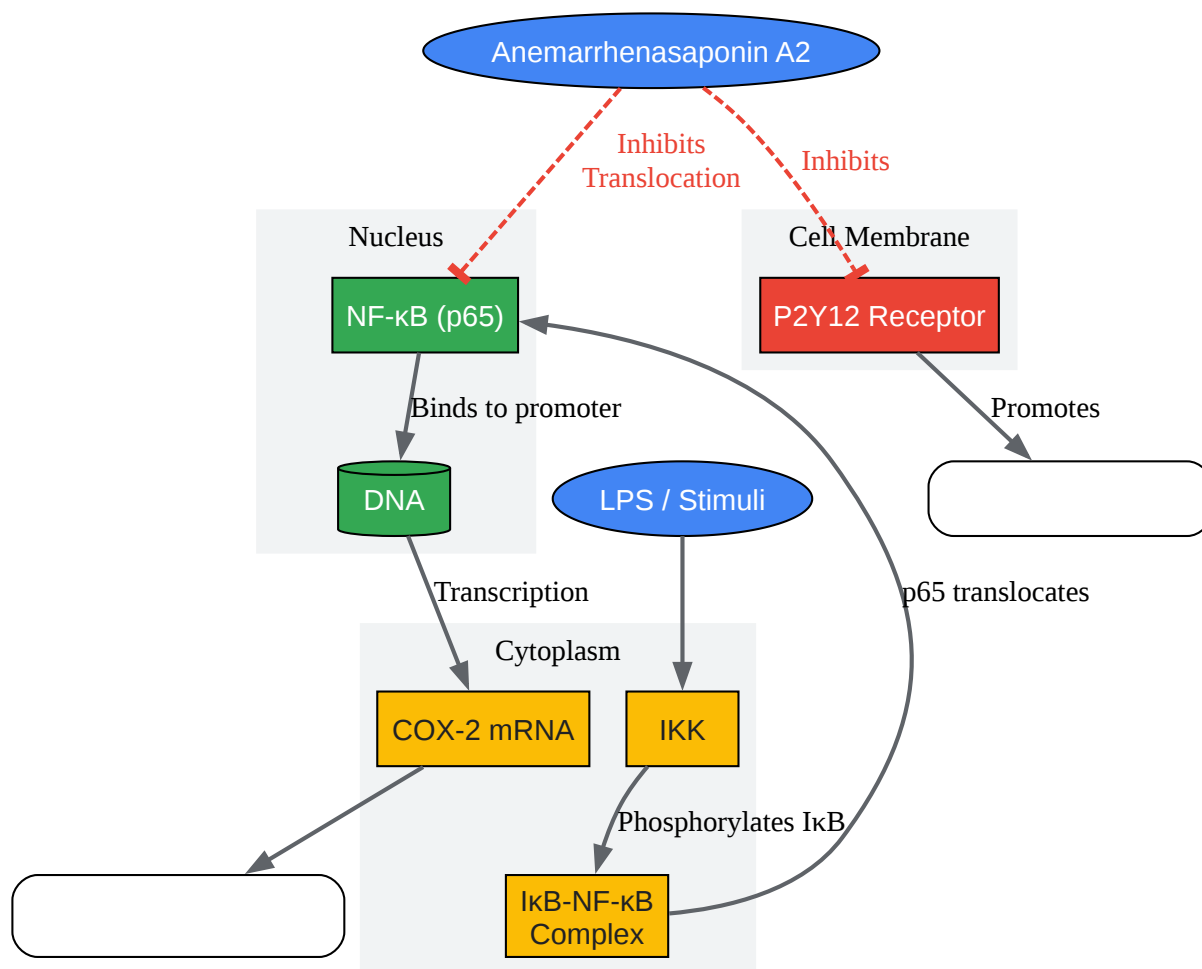 Anemarrhenasaponin A2
Inhibits
Translocation
Inhibits
Nucleus
Cell Membrane
NF-κB (p65)
P2Y12 Receptor
Binds to promoter
Promotes
DNA
LPS / Stimuli
Transcription
p65 translocates
Cytoplasm
COX-2 mRNA
IKK
Phosphorylates IκB
IκB-NF-κB
Complex